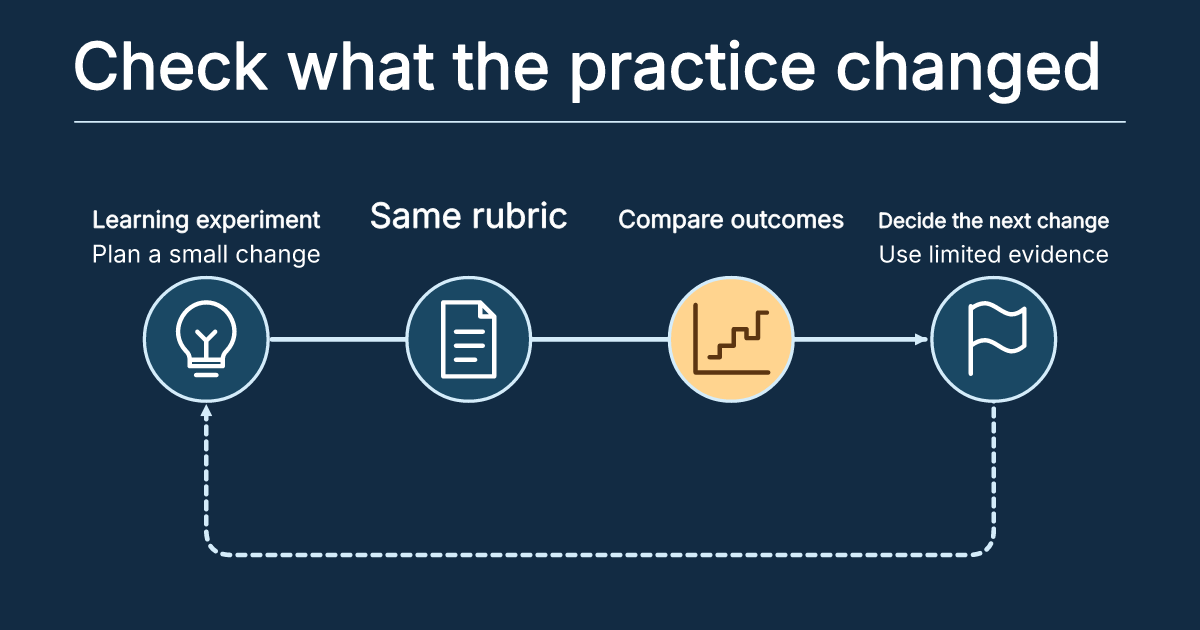 Check what the practice changed
Learning experiment
Plan a small change
Same rubric
Compare outcomes
Decide the next change
Use limited evidence